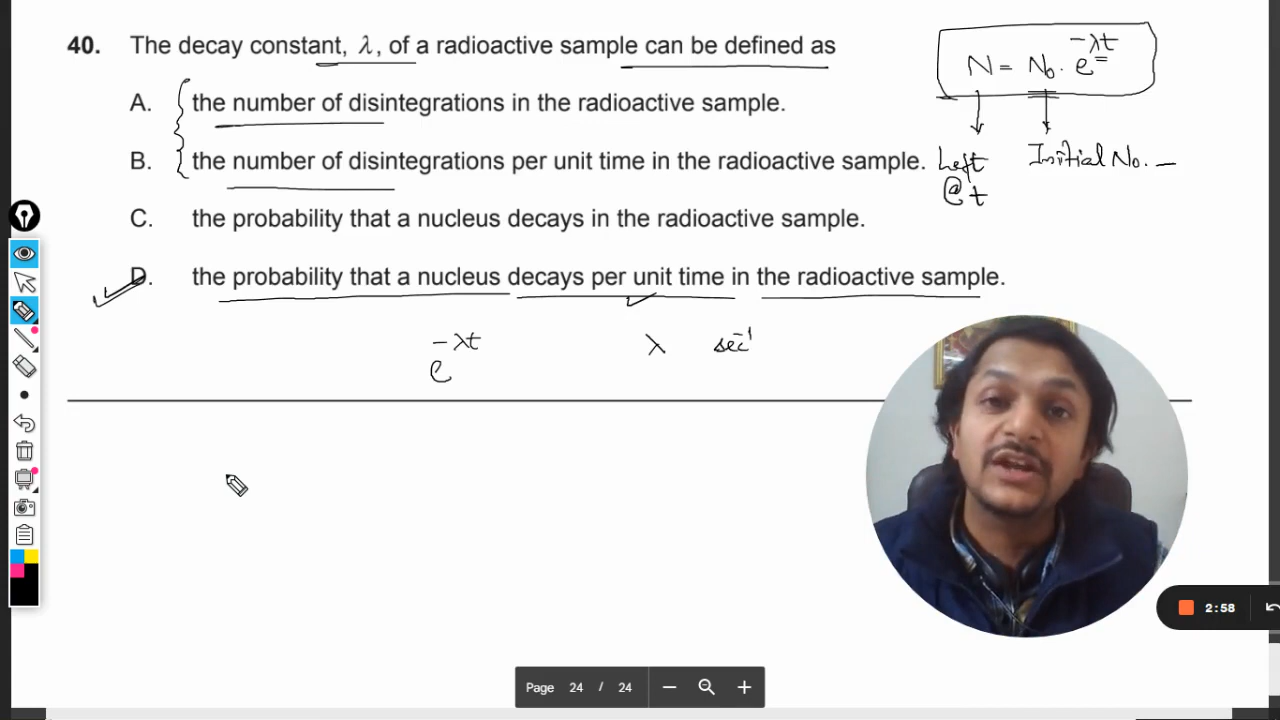 40. The decay constant, λ, of a radioactive sample can be defined as
A. the number of disintegrations in the radioactive sample.
B. the number of disintegrations per unit time in the radioactive sample.
C. the probability that a nucleus decays in the radioactive sample.
D. the probability that a nucleus decays per unit time in the radioactive sample.
N = N₀ · e^-λt
Left Initial No.
@ t
e^-λt λ sec⁻¹
2:58
Page 24 / 24